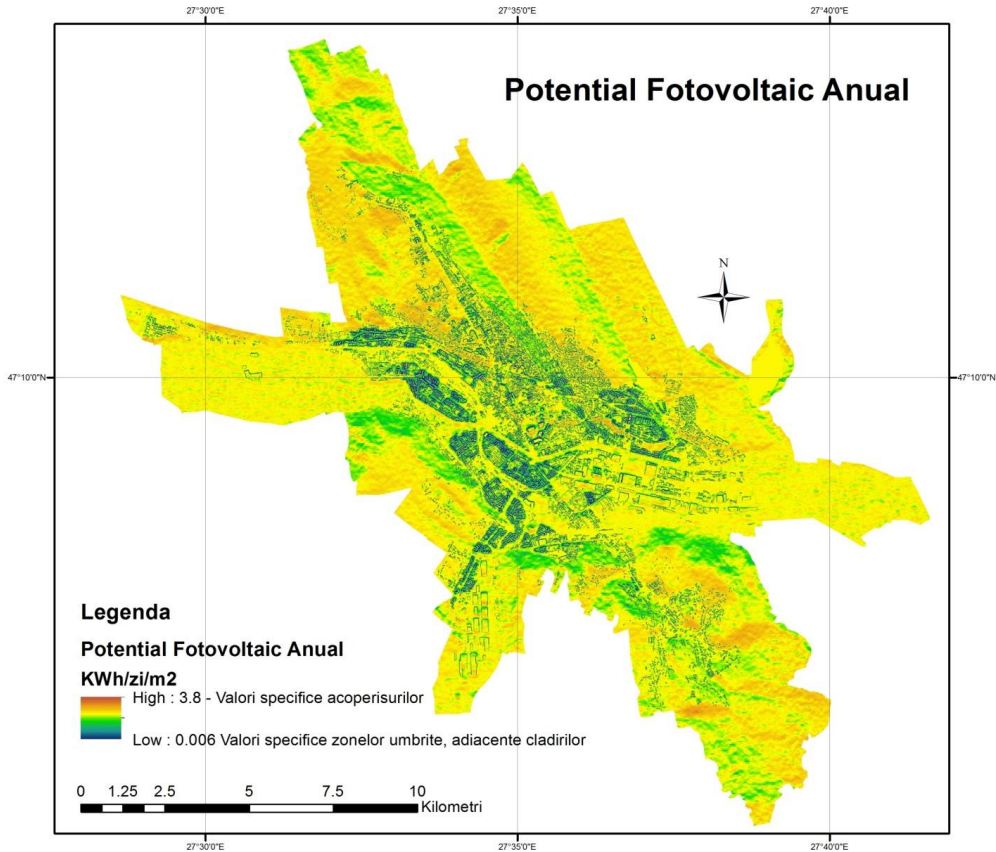 27°30'0"E 27°35'0"E 27°40'0"E
Potential Fotovoltaic Anual
N
47°10'0"N 47°10'0"N
Legenda
Potential Fotovoltaic Anual
KWh/zi/m2
High : 3.8 - Valori specifice acoperisurilor
Low : 0.006 Valori specifice zonelor umbrite, adiacente cladirilor
0 1.25 2.5 5 7.5 10
Kilometri
27°30'0"E 27°35'0"E 27°40'0"E